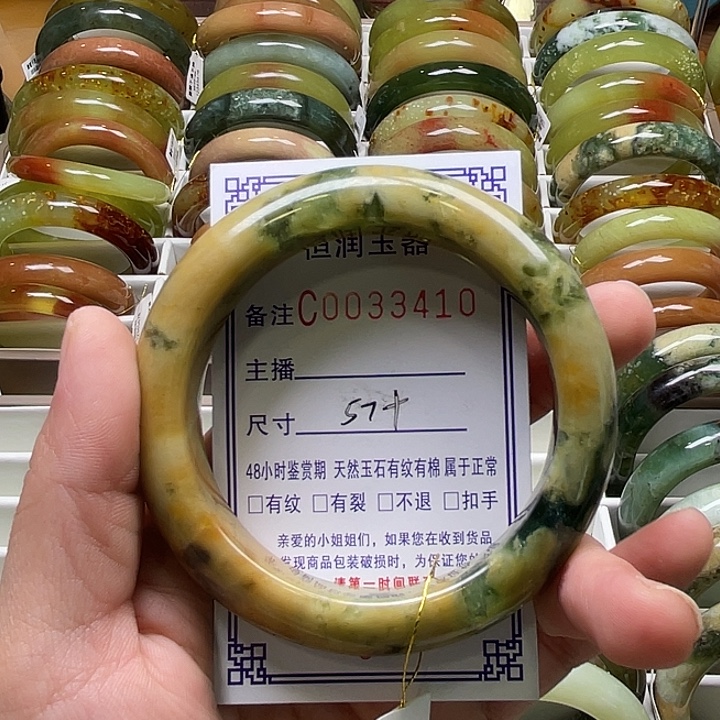 恒润玉器
备注C0033410
主播
尺寸 57+
48小时鉴赏期 天然玉石有纹有棉 属于正常
□有纹 □有裂 □不退 □扣手
亲爱的小姐姐们，如果您在收到货品
发现商品包装破损时，为保证您的
请第一时间联